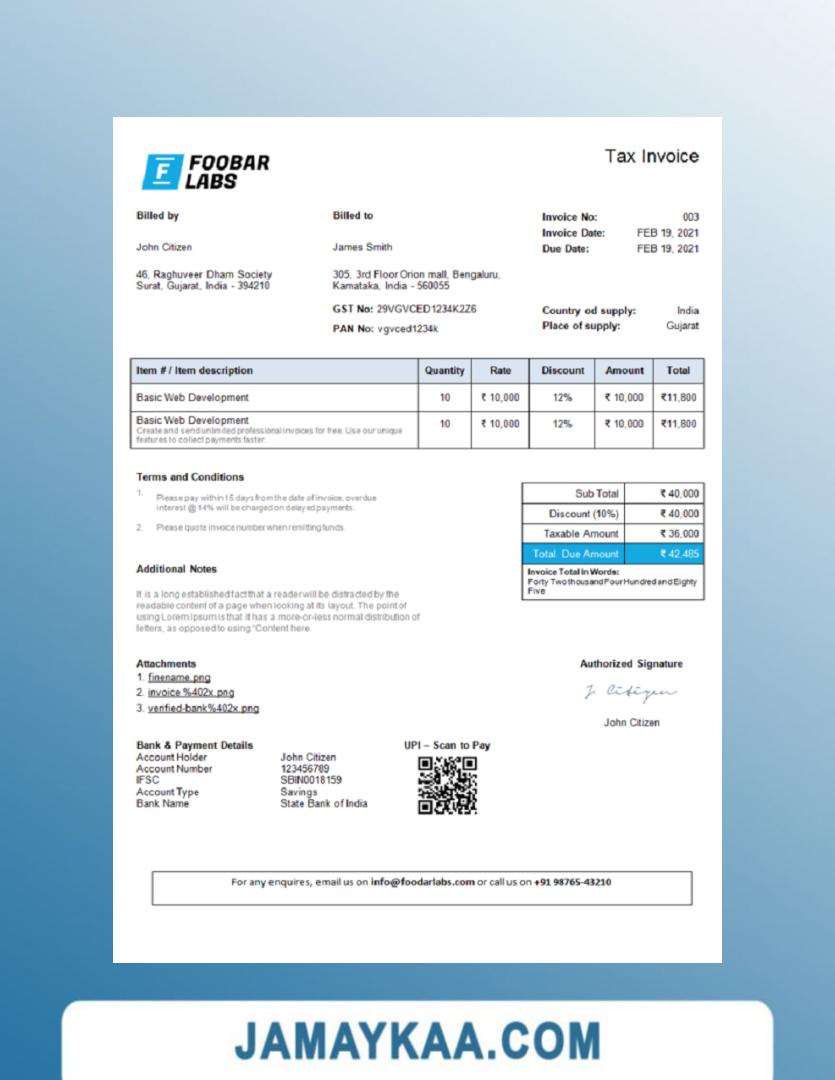 FOOBAR
LABS
Tax Invoice
Billed by
John Citizen
46, Raghuveer Dham Society
Surat, Gujarat, India - 394210
Billed to
James Smith
305, 3rd Floor Orion mall, Bengaluru,
Karnataka, India - 560055
GST No: 29VGVCED1234K2Z6
PAN No: vgvced1234k
Invoice No: 003
Invoice Date: FEB 19, 2021
Due Date: FEB 19, 2021
Country od supply: India
Place of supply: Gujarat
Item # / Item description Quantity Rate Discount Amount Total
Basic Web Development 10 ₹ 10,000 12% ₹ 10,000 ₹11,800
Basic Web Development 10 ₹ 10,000 12% ₹ 10,000 ₹11,800
Create and send unlimited professional invoices for free. Use our unique
features to collect payments faster.
Terms and Conditions
1. Please pay within 15 days from the date of invoice, overdue
interest @ 14% will be charged on delayed payments.
2. Please quote invoice number when remitting funds.
Sub Total ₹ 40,000
Discount (10%) ₹ 40,000
Taxable Amount ₹ 36,000
Total Due Amount ₹ 42,485
Invoice Total In Words:
Forty Two thousand Four Hundred and Eighty
Five
Additional Notes
It is a long established fact that a reader will be distracted by the
readable content of a page when looking at its layout. The point of
using Lorem Ipsum is that it has a more-or-less normal distribution of
letters, as opposed to using 'Content here.
Attachments
1. finename.png
2. invoice %402x.png
3. verified-bank%402x.png
Authorized Signature
J. Citizen
John Citizen
Bank & Payment Details
Account Holder John Citizen
Account Number 123456789
IFSC SBIN0018159
Account Type Savings
Bank Name State Bank of India
UPI – Scan to Pay
For any enquires, email us on info@foodarlabs.com or call us on +91 98765-43210
JAMAYKAA.COM